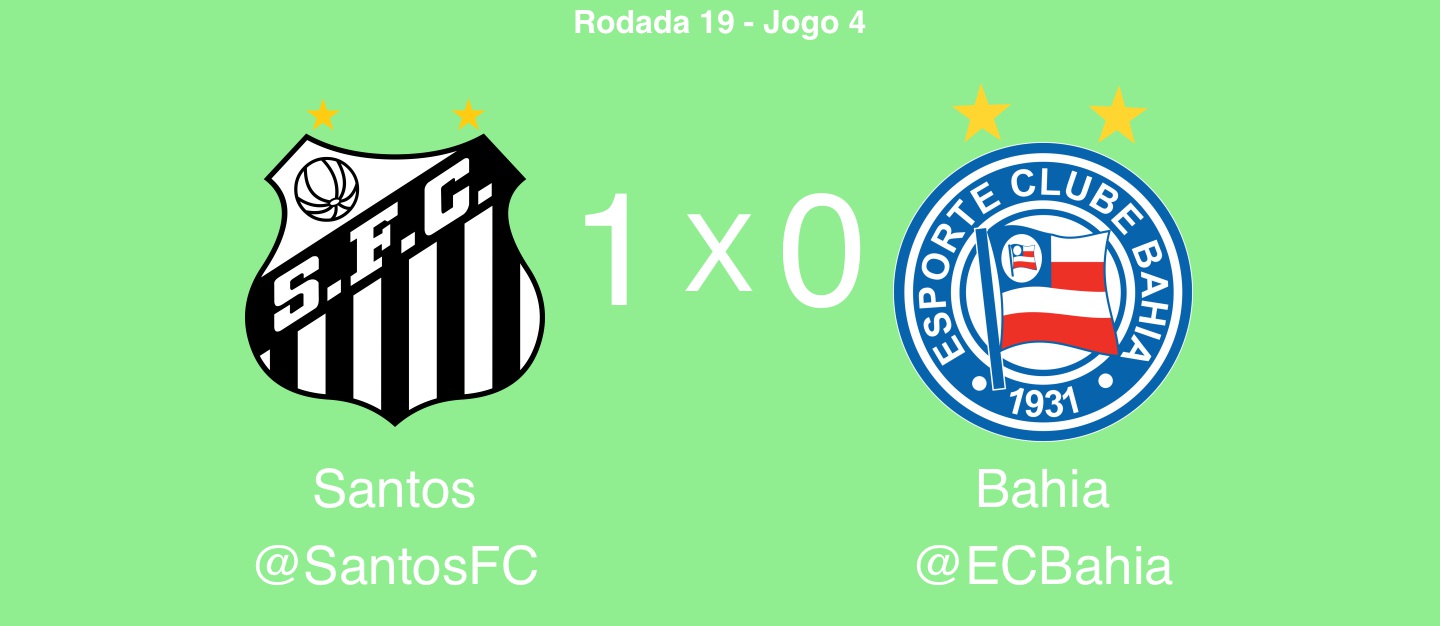 Rodada 19 - Jogo 4
S.F.C.
1 x 0
ESPORTE CLUBE BAHIA
1931
Santos
Bahia
@SantosFC
@ECBahia